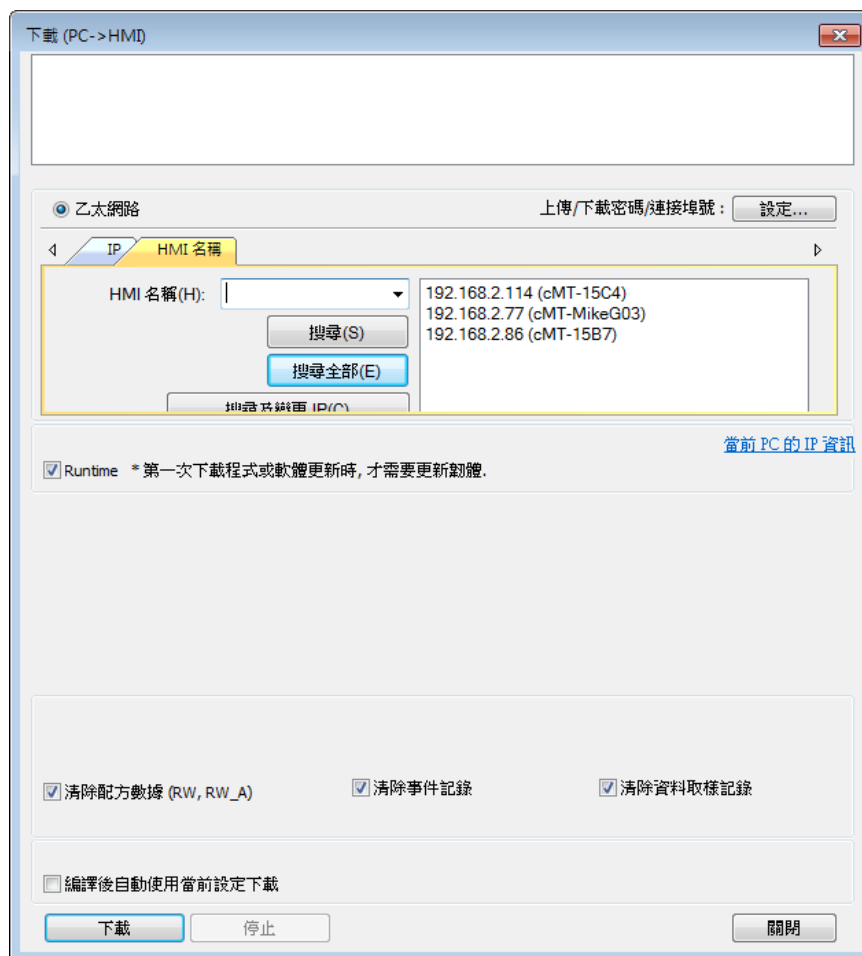 下載 (PC->HMI)
乙太網路
上傳/下載密碼/連接埠號：
設定...
IP
HMI 名稱
HMI 名稱(H):
192.168.2.114 (cMT-15C4)
192.168.2.77 (cMT-MikeG03)
192.168.2.86 (cMT-15B7)
搜尋(S)
搜尋全部(E)
搜尋及變更 IP(C)
當前 PC 的 IP 資訊
Runtime * 第一次下載程式或軟體更新時, 才需要更新韌體.
清除配方數據 (RW, RW_A)
清除事件記錄
清除資料取樣記錄
編譯後自動使用當前設定下載
下載
停止
關閉